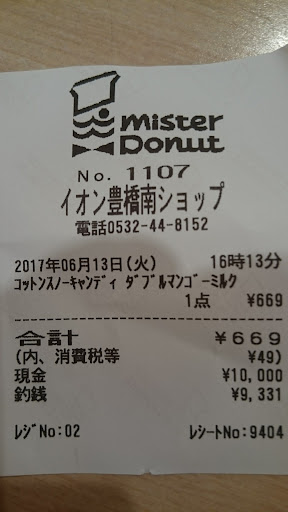 mister
Donut
No. 1107
イオン豊橋南ショップ
電話0532-44-8152
2017年06月13日(火) 16時13分
ｺｯﾄﾝｽﾉｰｷｬﾝﾃﾞｨ ﾀﾞﾌﾞﾙﾏﾝｺﾞｰﾐﾙｸ
1点 ¥669
合計 ¥669
(内、消費税等 ¥49)
現金 ¥10,000
釣銭 ¥9,331
ﾚｼﾞNo:02 ﾚｼｰﾄNo:9404